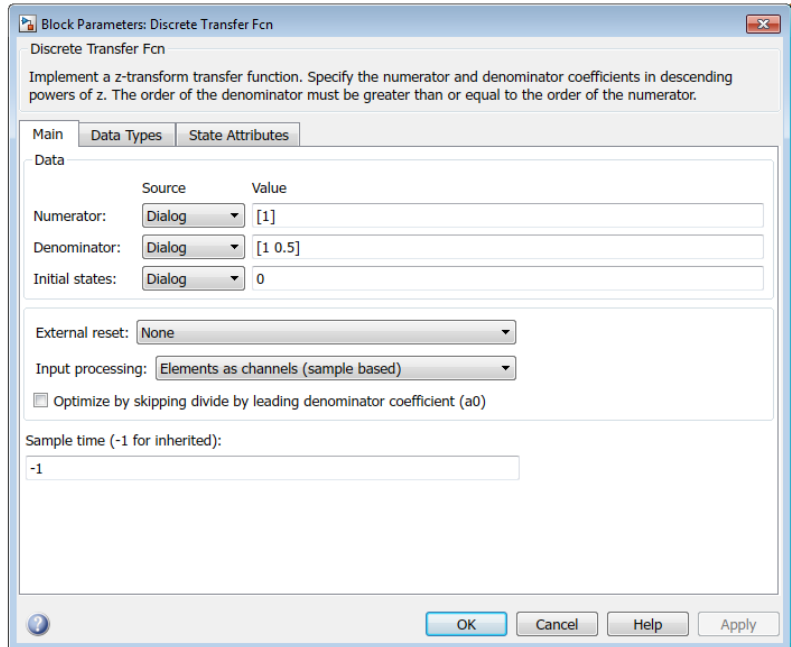 Block Parameters: Discrete Transfer Fcn
Discrete Transfer Fcn
Implement a z-transform transfer function. Specify the numerator and denominator coefficients in descending
powers of z. The order of the denominator must be greater than or equal to the order of the numerator.
Main Data Types State Attributes
Data
Source Value
Numerator: Dialog [1]
Denominator: Dialog [1 0.5]
Initial states: Dialog 0
External reset: None
Input processing: Elements as channels (sample based)
Optimize by skipping divide by leading denominator coefficient (a0)
Sample time (-1 for inherited):
-1
OK Cancel Help Apply